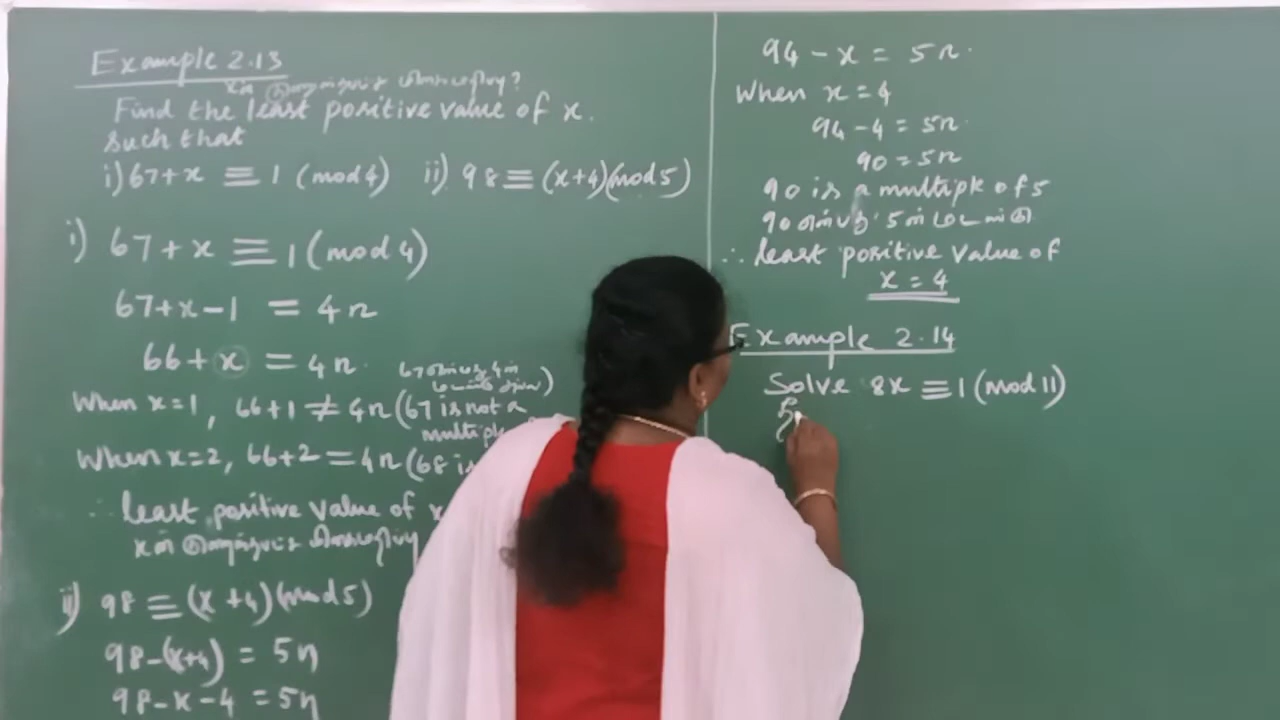 Example 2.13
Find the least positive value of x.
such that
i) 67+x ≡ 1 (mod 4) ii) 98 ≡ (x+4)(mod 5)
i) 67+x ≡ 1 (mod 4)
67+x-1 = 4n
66+x = 4n
When x=1, 66+1 ≠ 4n (67 is not a
multiple
When x=2, 66+2 = 4n (68 is
∴ least positive value of x
ii) 98 ≡ (x+4)(mod 5)
98-(x+4) = 5n
98-x-4 = 5n
94-x = 5n.
When x=4
94-4 = 5n.
90 = 5n
90 is a multiple of 5
∴ least positive value of
x=4
Example 2.14
Solve 8x ≡ 1 (mod 11)